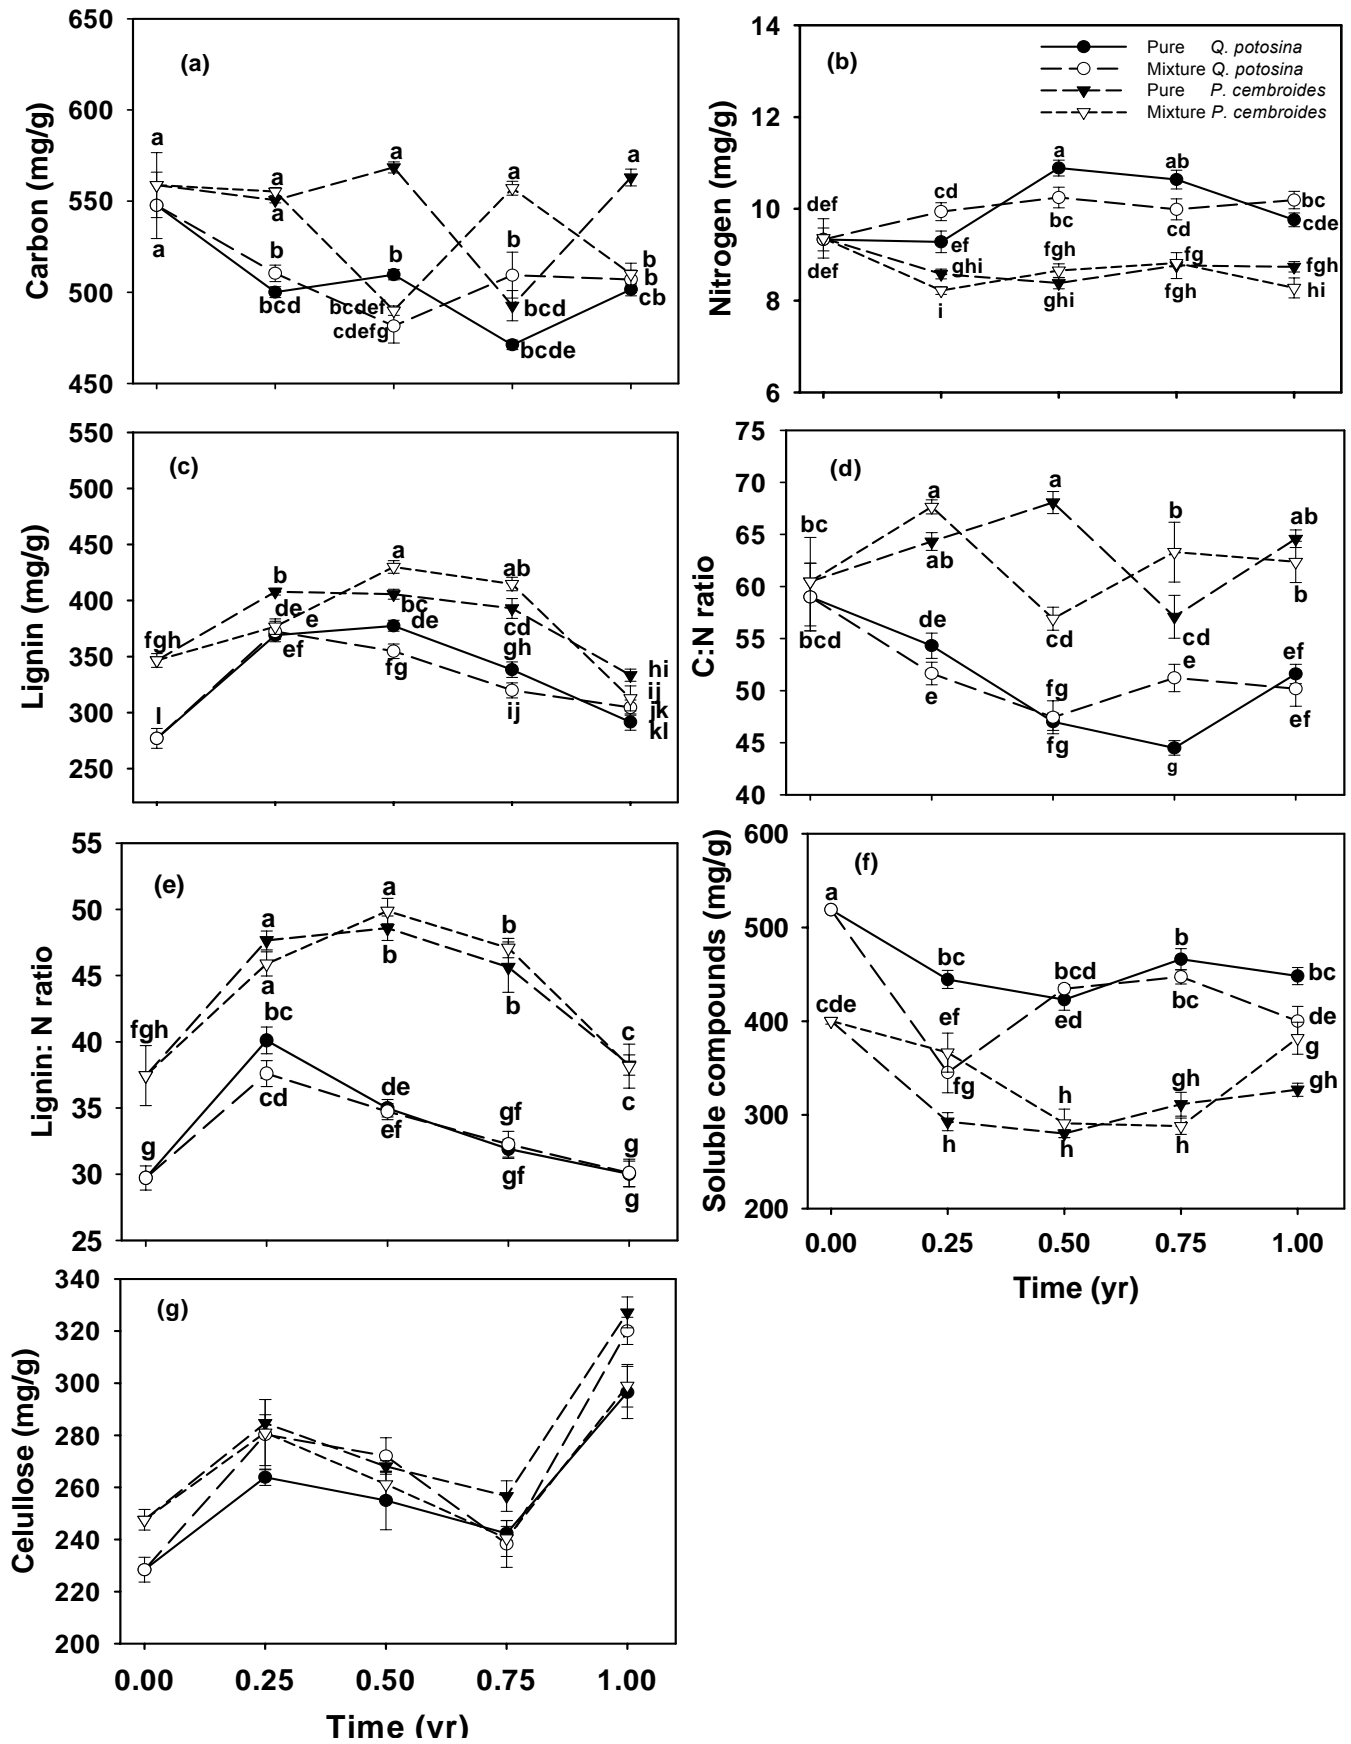 650
600
550
500
450
Carbon (mg/g)
(a)
a
a
a
a
b
bcd
a
b
bcdef
cdefg
a
b
bcd
bcde
a
b
b
cb
14
12
10
8
6
Nitrogen (mg/g)
(b)
Pure Q. potosina
Mixture Q. potosina
Pure P. cembroides
Mixture P. cembroides
def
def
cd
ef
ghi
i
a
bc
fgh
ghi
ab
cd
fg
fgh
bc
cde
fgh
hi
550
500
450
400
350
300
250
Lignin (mg/g)
(c)
fgh
l
b
de
e
ef
a
bc
de
fg
ab
cd
gh
ij
hi
ij
jk
kl
75
70
65
60
55
50
45
40
C:N ratio
(d)
bc
bcd
a
ab
de
e
a
cd
fg
fg
b
cd
e
g
ab
b
ef
ef
55
50
45
40
35
30
25
Lignin: N ratio
(e)
fgh
g
a
a
bc
cd
a
b
de
ef
b
b
gf
gf
c
c
g
g
600
500
400
300
200
Soluble compounds (mg/g)
(f)
a
cde
bc
ef
fg
h
bcd
ed
h
h
b
bc
gh
h
bc
de
g
gh
0.00 0.25 0.50 0.75 1.00
Time (yr)
340
320
300
280
260
240
220
200
Celullose (mg/g)
(g)
0.00 0.25 0.50 0.75 1.00
Time (yr)